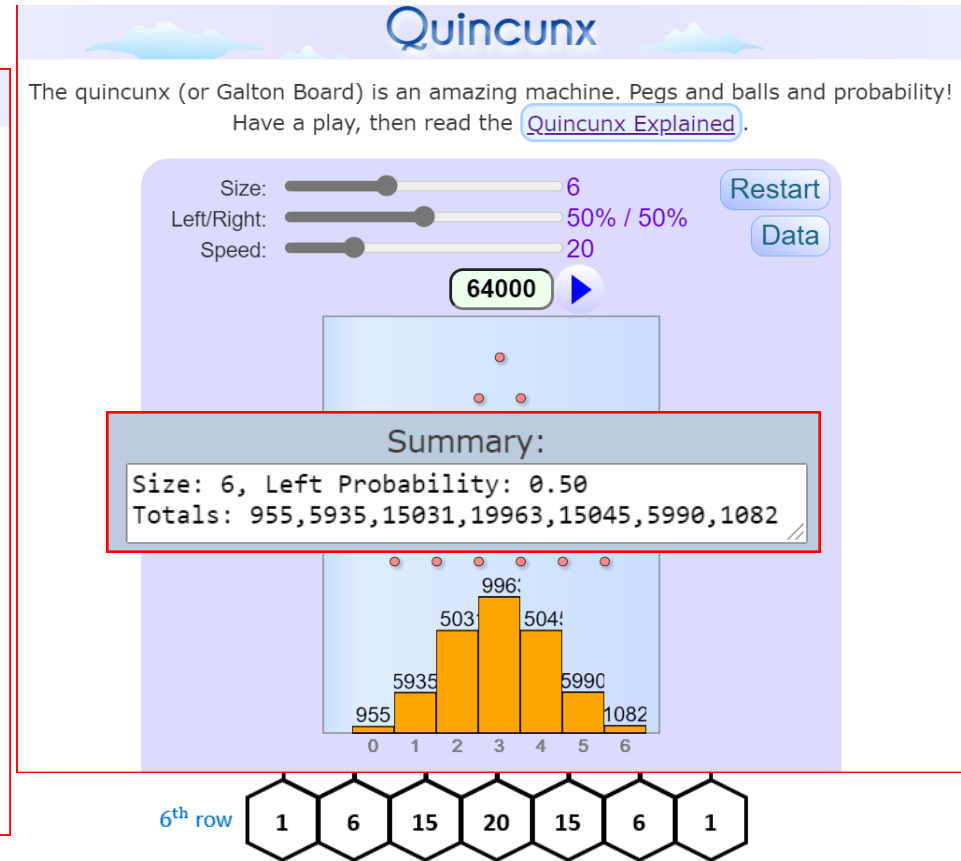 Quincunx
The quincunx (or Galton Board) is an amazing machine. Pegs and balls and probability!
Have a play, then read the Quincunx Explained.
Size: 6
Restart
Left/Right: 50% / 50%
Data
Speed: 20
64000
Summary:
Size: 6, Left Probability: 0.50
Totals: 955,5935,15031,19963,15045,5990,1082
996
503 504
5935 5990
955 1082
0 1 2 3 4 5 6
6th row 1 6 15 20 15 6 1